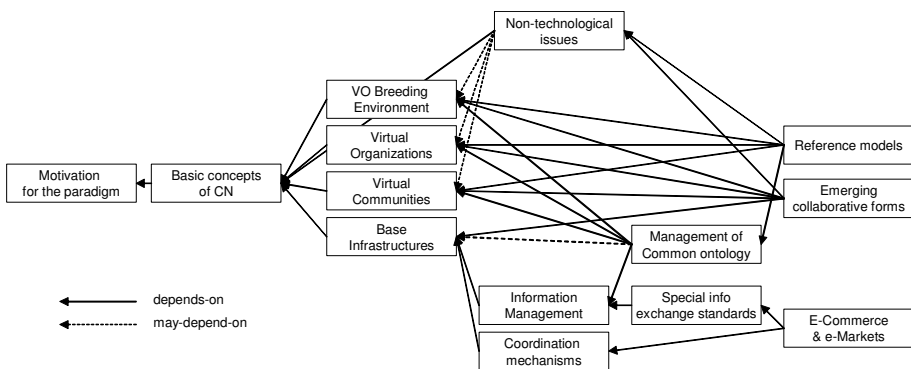 Non-technological
issues
VO Breeding
Environment
Virtual
Organizations
Reference models
Motivation
for the paradigm
Basic concepts
of CN
Virtual
Communities
Emerging
collaborative forms
Base
Infrastructures
Management of
Common ontology
depends-on
may-depend-on
Information
Management
Special info
exchange standards
E-Commerce
& e-Markets
Coordination
mechanisms